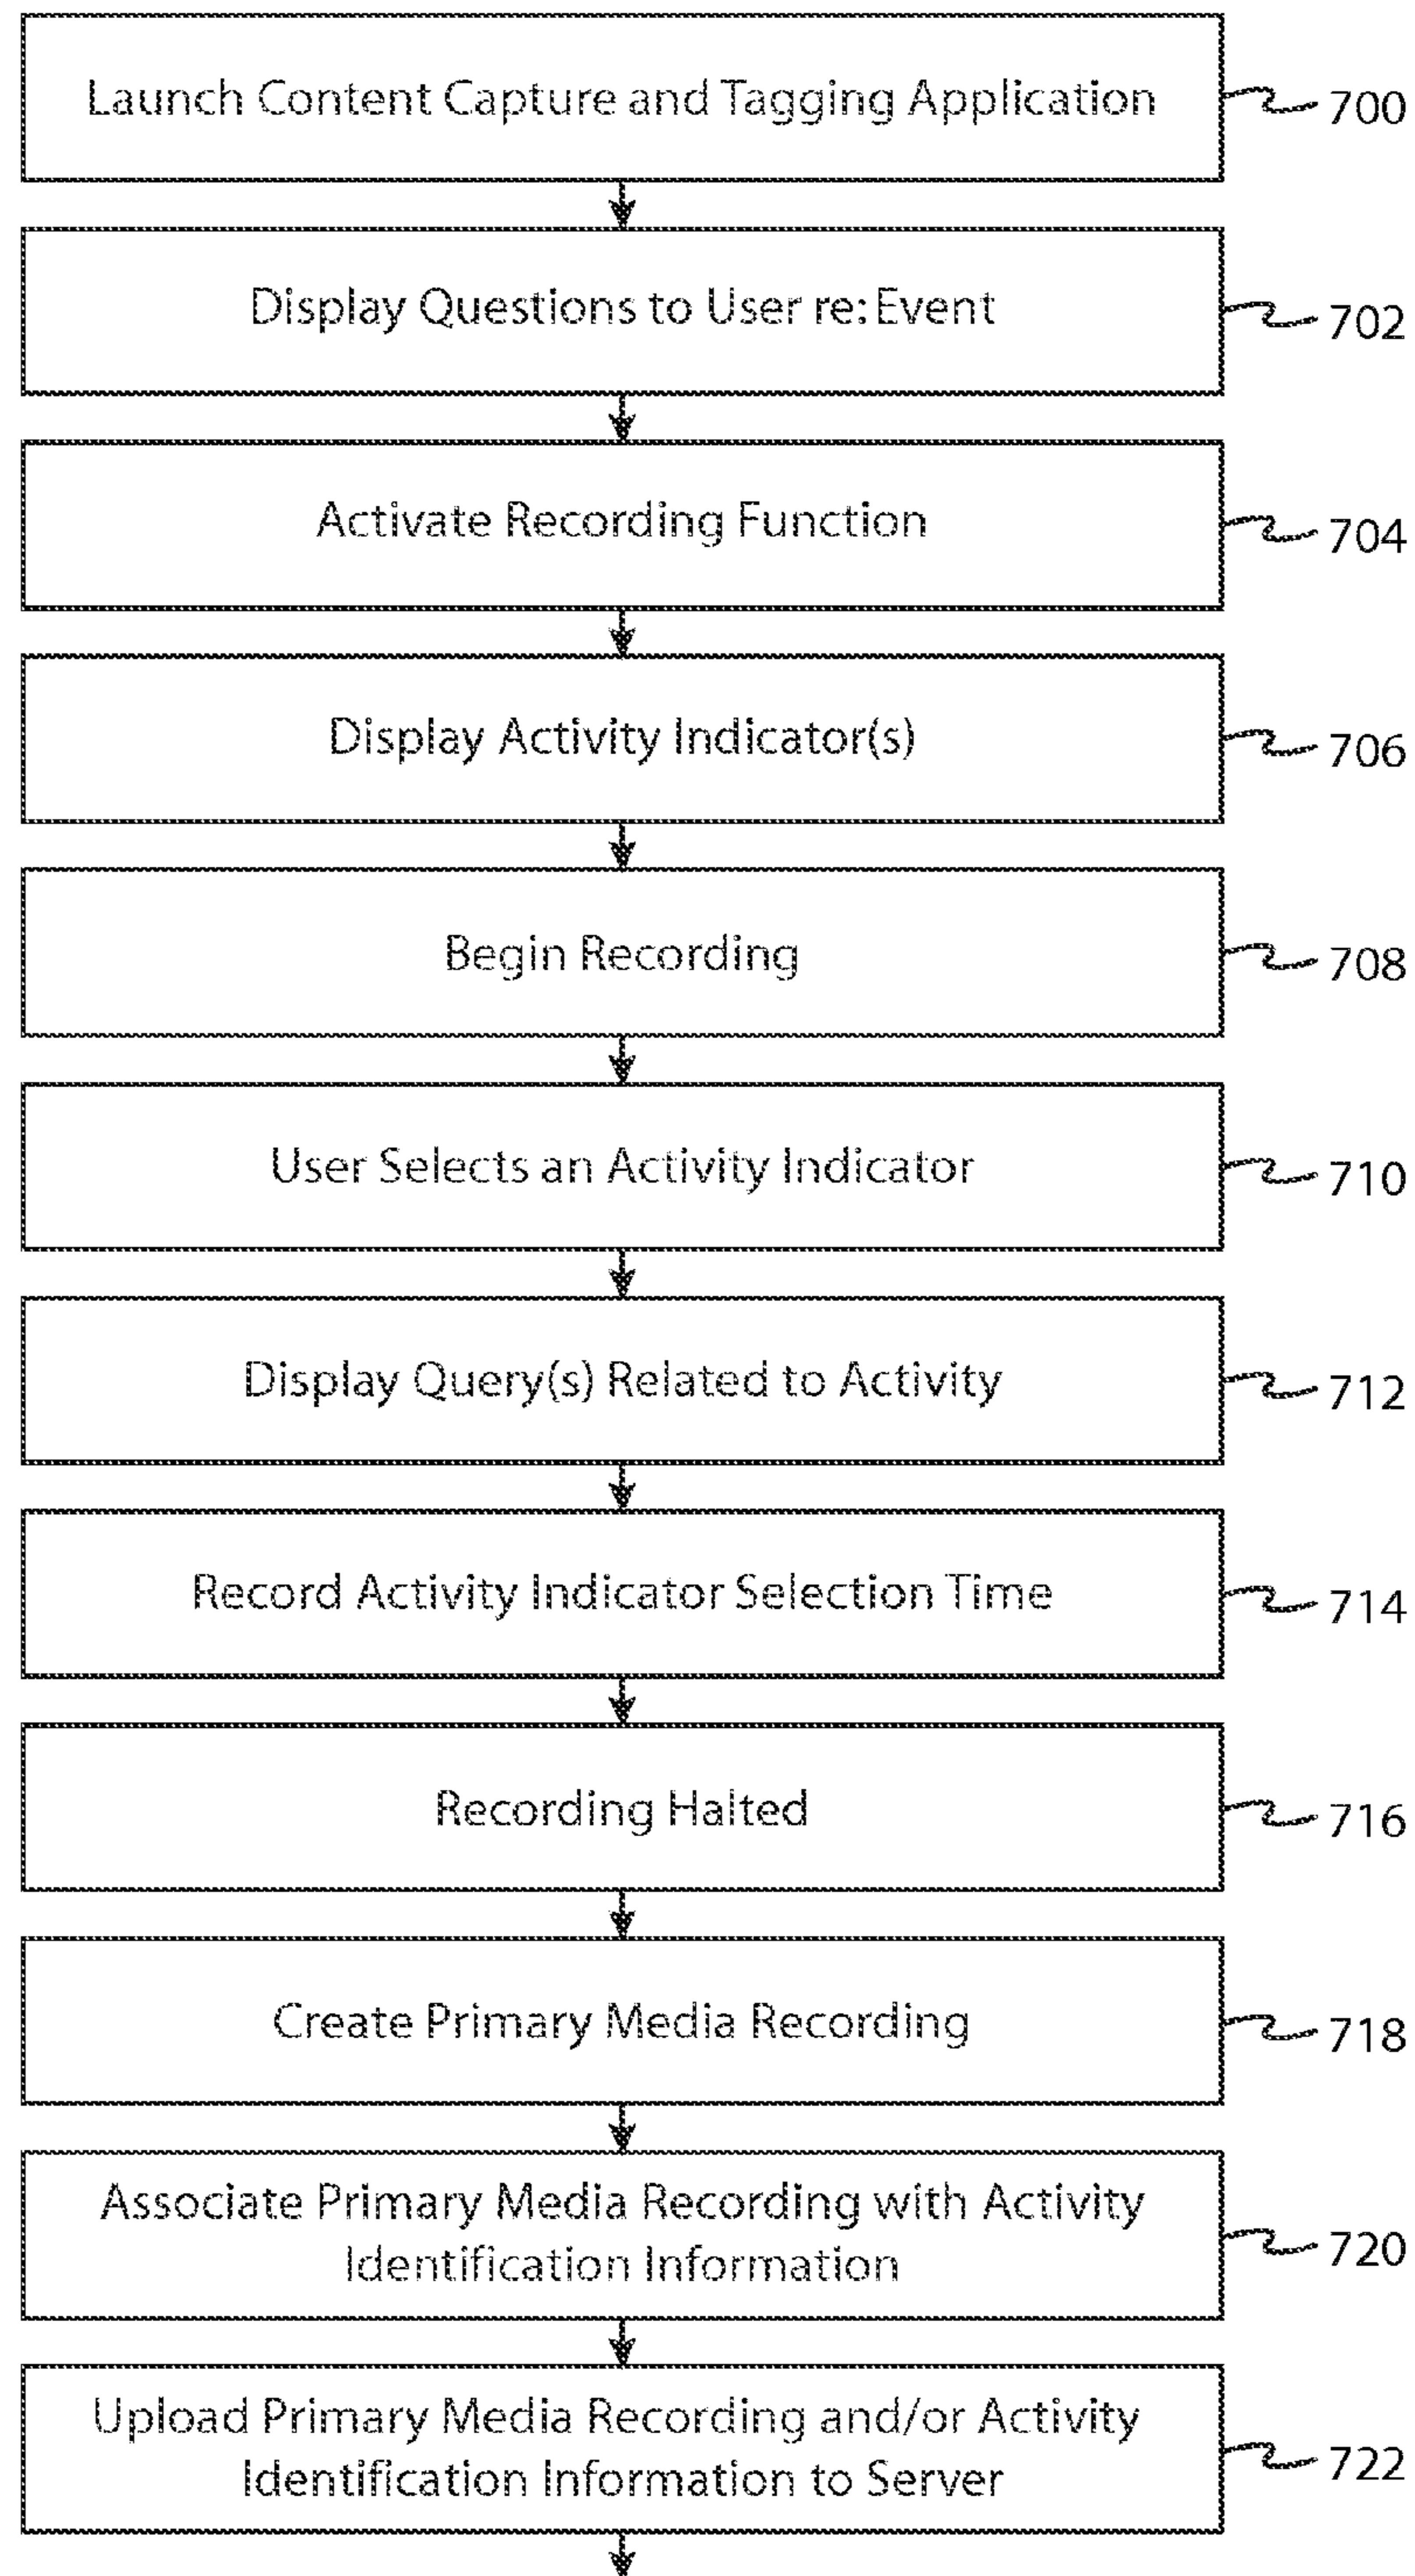 Launch Content Capture and Tagging Application
700
Display Questions to User re: Event
702
Activate Recording Function
704
Display Activity Indicator(s)
706
Begin Recording
708
User Selects an Activity Indicator
710
Display Query(s) Related to Activity
712
Record Activity Indicator Selection Time
714
Recording Halted
716
Create Primary Media Recording
718
Associate Primary Media Recording with Activity
Identification Information
720
Upload Primary Media Recording and/or Activity
Identification Information to Server
722